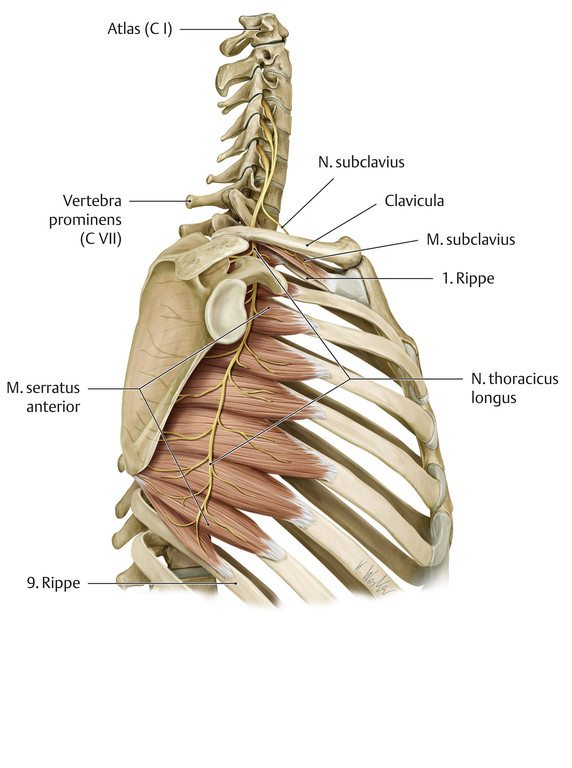 Atlas (C I)
N. subclavius
Vertebra
prominens
(C VII)
Clavicula
M. subclavius
1. Rippe
M. serratus
anterior
N. thoracicus
longus
9. Rippe